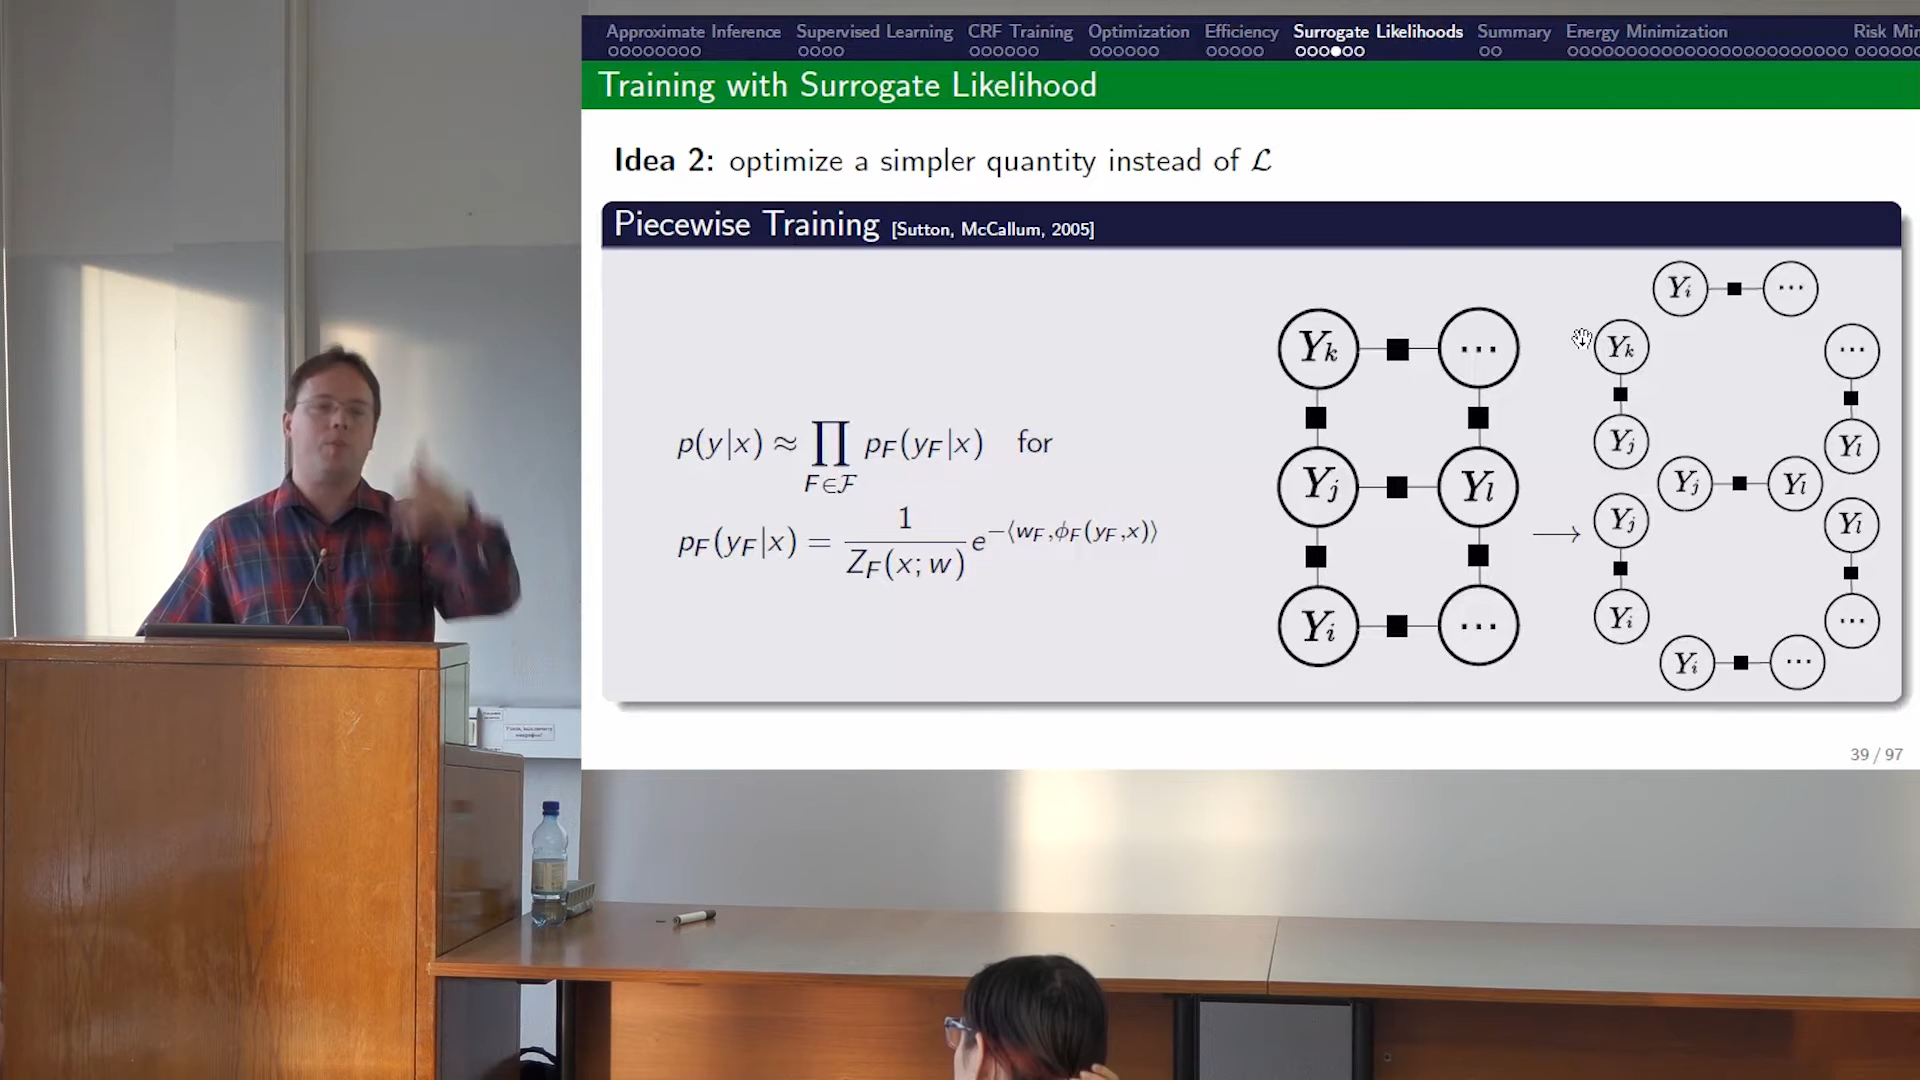 Approximate Inference Supervised Learning CRF Training Optimization Efficiency Surrogate Likelihoods Summary Energy Minimization Risk Min
Training with Surrogate Likelihood
Idea 2: optimize a simpler quantity instead of ℒ
Piecewise Training [Sutton, McCallum, 2005]
p(y|x) ≈ ∏_{F∈ℱ} p_F(y_F|x) for
p_F(y_F|x) = 1/Z_F(x; w) e^{−⟨w_F,ϕ_F(y_F,x)⟩}
Y_k ...
Y_j Y_l
Y_i ...
→
Y_i ...
Y_k ...
Y_j Y_l
Y_j Y_l
Y_j Y_l
Y_i ...
Y_i ...
39 / 97